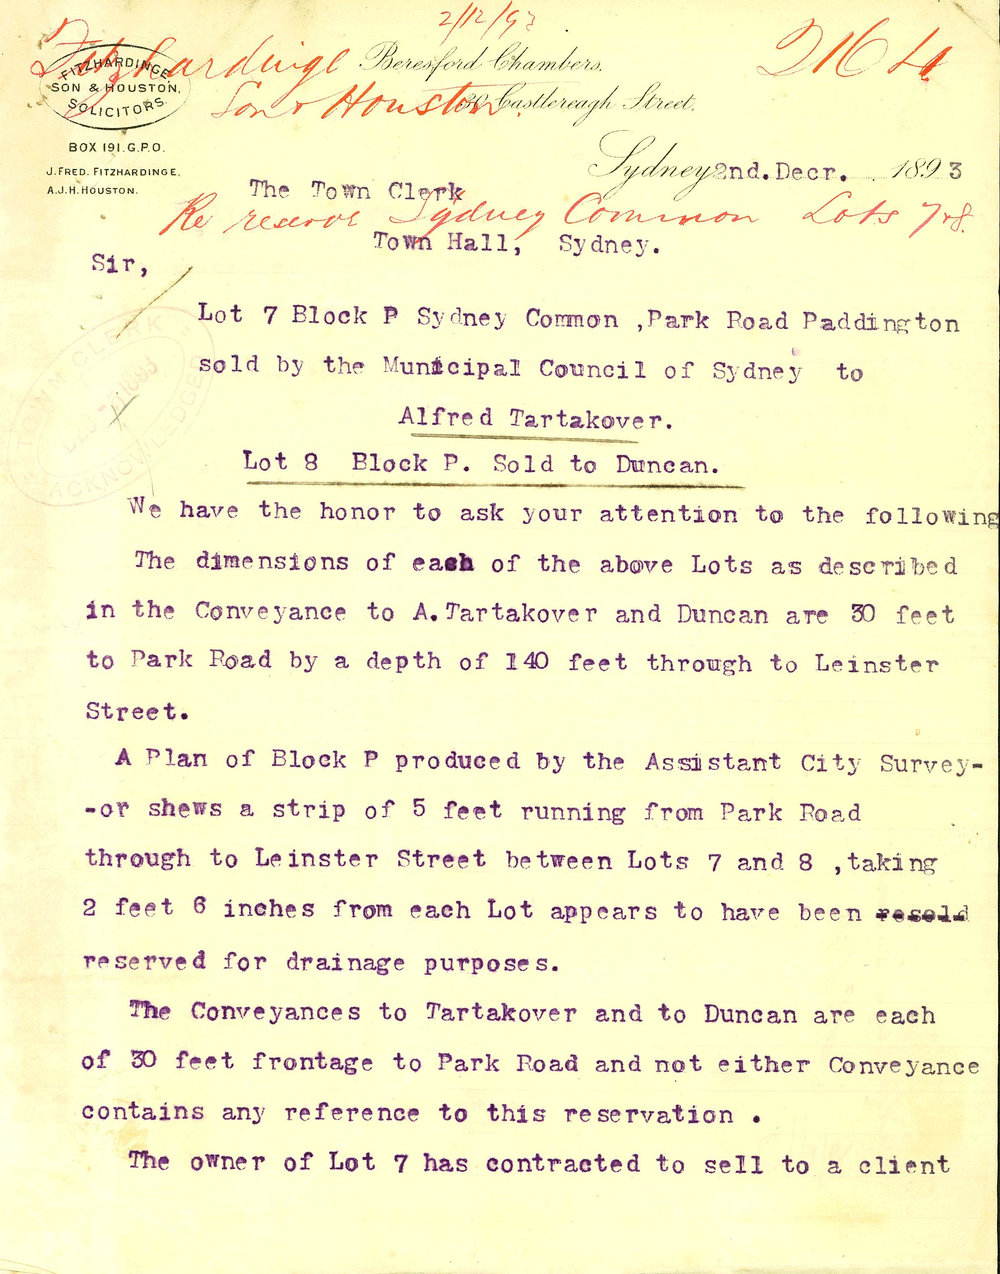 2/12/93
Fitzhardinge
Son & Houston.
FITZHARDINGE,
SON & HOUSTON,
SOLICITORS.
BOX 191.G.P.O.
J. FRED. FITZHARDINGE,
A.J.H. HOUSTON.
Beresford Chambers.
Castlereagh Street.
Sydney 2nd. Decr. 1893
The Town Clerk
Re reserve Sydney Common Lots 7 & 8.
Town Hall, Sydney.
Sir,
TOWN CLERK
ACKNOWLEDGED
Lot 7 Block P Sydney Common ,Park Road Paddington
sold by the Municipal Council of Sydney to
Alfred Tartakover.
Lot 8 Block P. Sold to Duncan.
We have the honor to ask your attention to the following
The dimensions of each of the above Lots as described
in the Conveyance to A.Tartakover and Duncan are 30 feet
to Park Road by a depth of 140 feet through to Leinster
Street.
A Plan of Block P produced by the Assistant City Survey-
-or shews a strip of 5 feet running from Park Road
through to Leinster Street between Lots 7 and 8 ,taking
2 feet 6 inches from each Lot appears to have been resold
reserved for drainage purposes.
The Conveyances to Tartakover and to Duncan are each
of 30 feet frontage to Park Road and not either Conveyance
contains any reference to this reservation .
The owner of Lot 7 has contracted to sell to a client